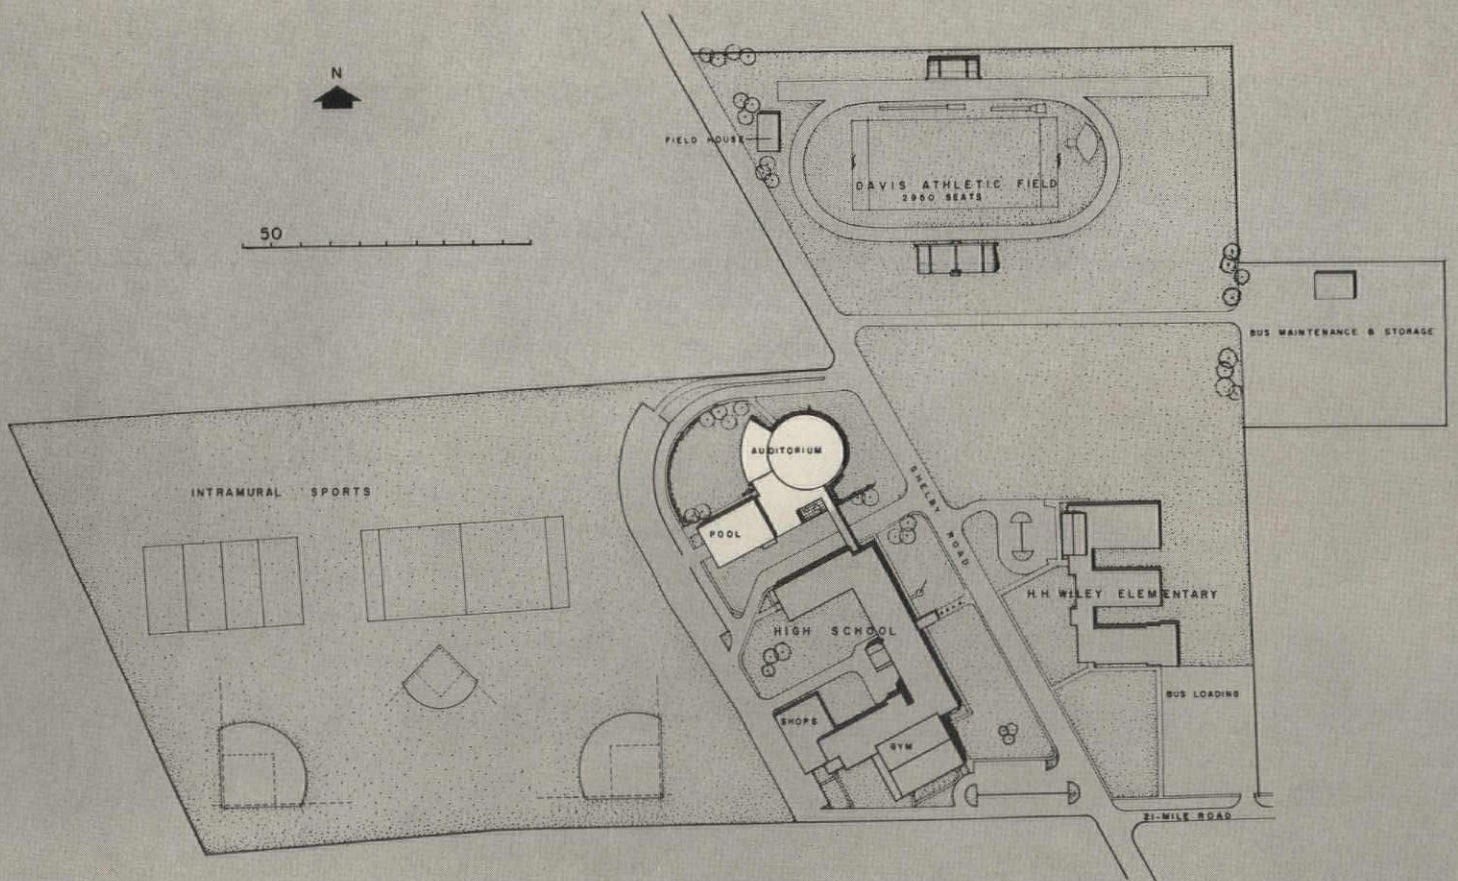 N
50
FIELD HOUSE
DAVIS ATHLETIC FIELD
2950 SEATS
BUS MAINTENANCE & STORAGE
AUDITORIUM
INTRAMURAL SPORTS
SHELBY ROAD
POOL
H.H. WILEY ELEMENTARY
HIGH SCHOOL
BUS LOADING
SHOPS
GYM
21-MILE ROAD